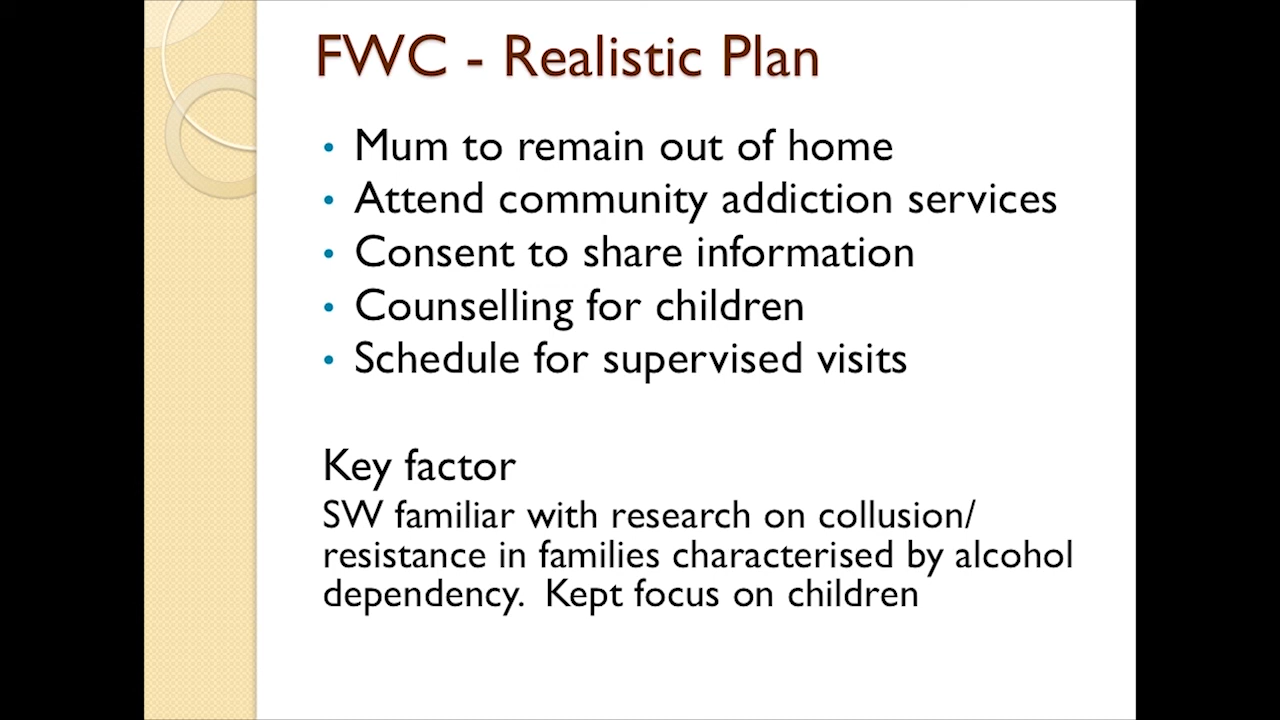 FWC - Realistic Plan
• Mum to remain out of home
• Attend community addiction services
• Consent to share information
• Counselling for children
• Schedule for supervised visits
Key factor
SW familiar with research on collusion/
resistance in families characterised by alcohol
dependency.  Kept focus on children